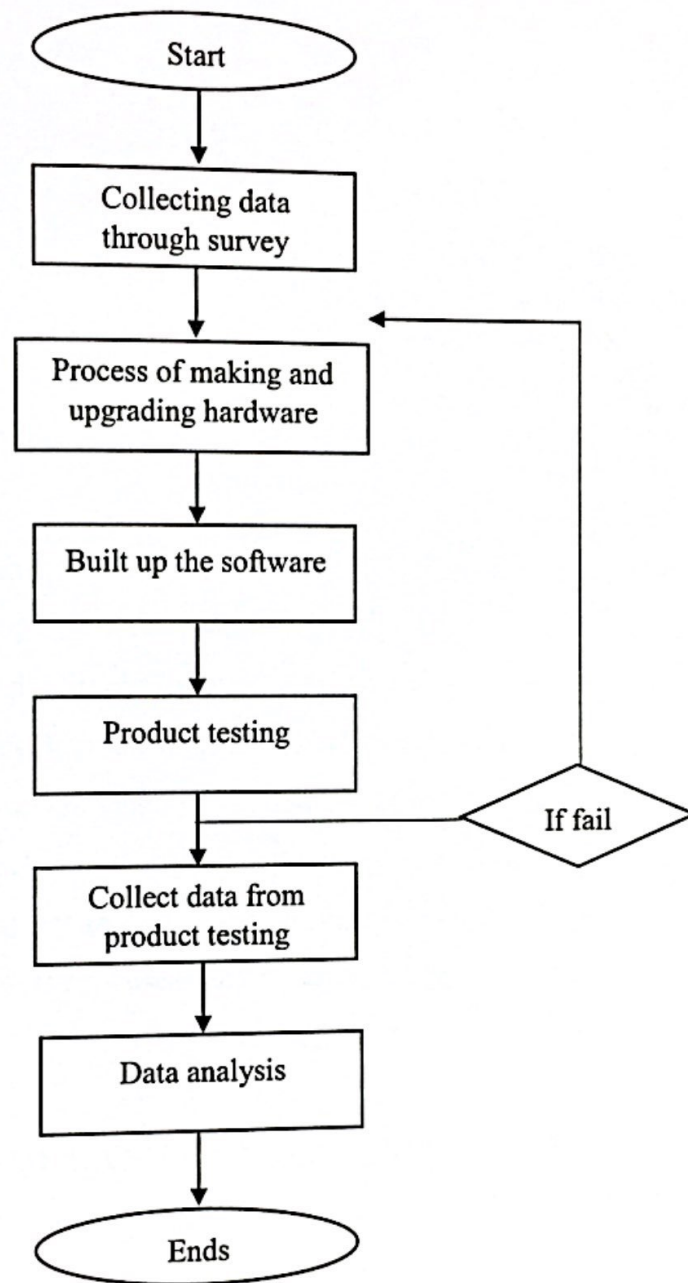 Start
Collecting data
through survey
Process of making and
upgrading hardware
Built up the software
Product testing
If fail
Collect data from
product testing
Data analysis
Ends